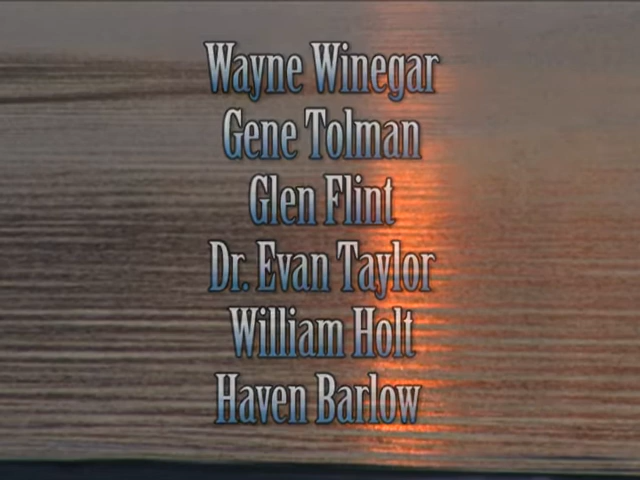 Wayne Winegar
Gene Tolman
Glen Flint
Dr. Evan Taylor
William Holt
Haven Barlow